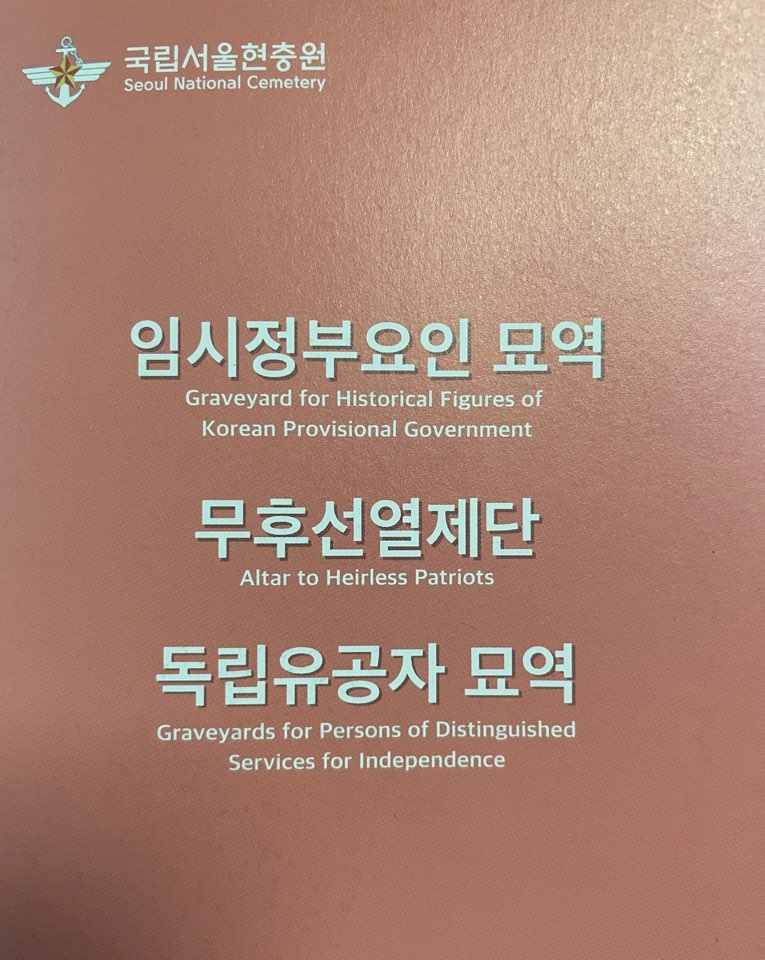 국립서울현충원
Seoul National Cemetery
임시정부요인 묘역
Graveyard for Historical Figures of
Korean Provisional Government
무후선열제단
Altar to Heirless Patriots
독립유공자 묘역
Graveyards for Persons of Distinguished
Services for Independence